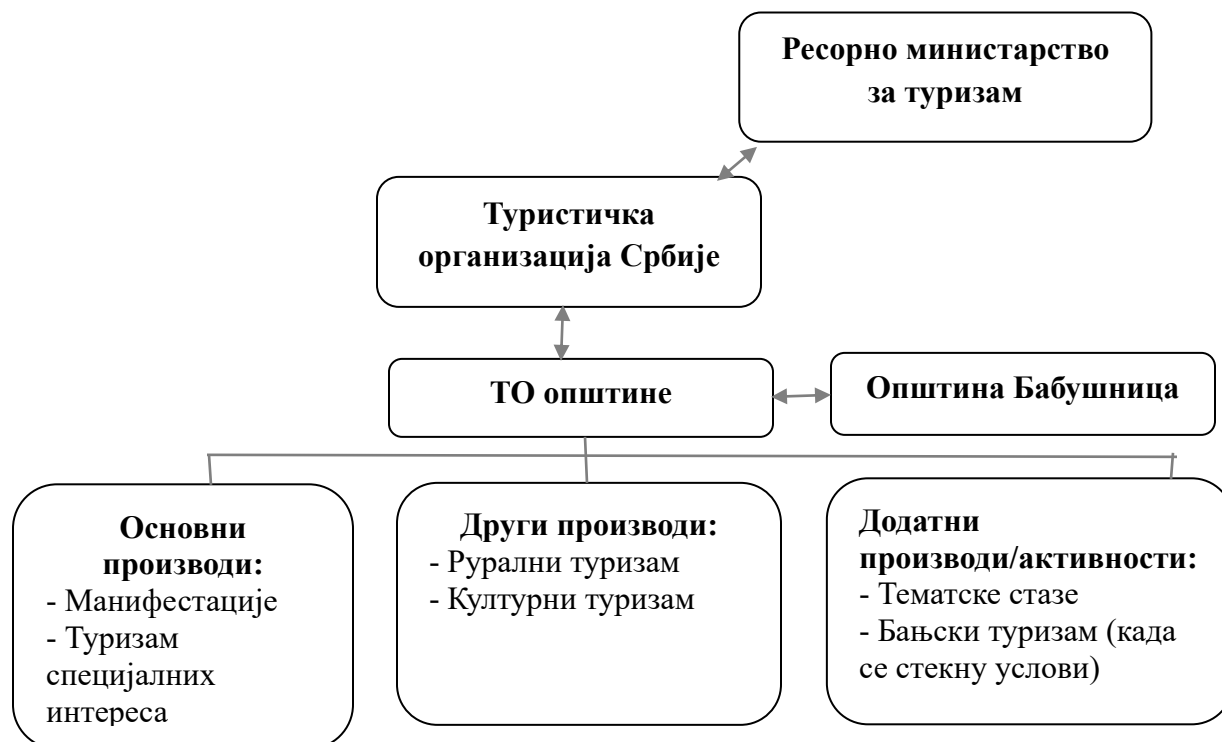 Ресорно министарство
за туризам
Туристичка
организација Србије
ТО општине
Општина Бабушница
Основни
производи:
- Манифестације
- Туризам
специјалних
интереса
Други производи:
- Рурални туризам
- Културни туризам
Додатни
производи/активности:
- Тематске стазе
- Бањски туризам (када
се стекну услови)